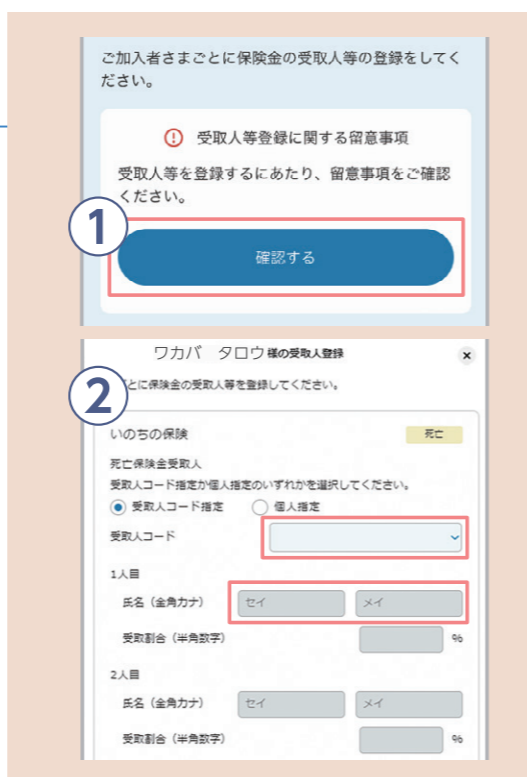 ご加入者さまごとに保険金の受取人等の登録をしてく
ださい。
受取人等登録に関する留意事項
受取人等を登録するにあたり、留意事項をご確認
ください。
①
確認する
ワカバ タロウ様の受取人登録
×
②
とに保険金の受取人等を登録してください。
いのちの保険
死亡
死亡保険金受取人
受取人コード指定か個人指定のいずれかを選択してください。
受取人コード指定 個人指定
受取人コード
1人目
氏名（全角カナ） セイ メイ
受取割合（半角数字） %
2人目
氏名（全角カナ） セイ メイ
受取割合（半角数字） %